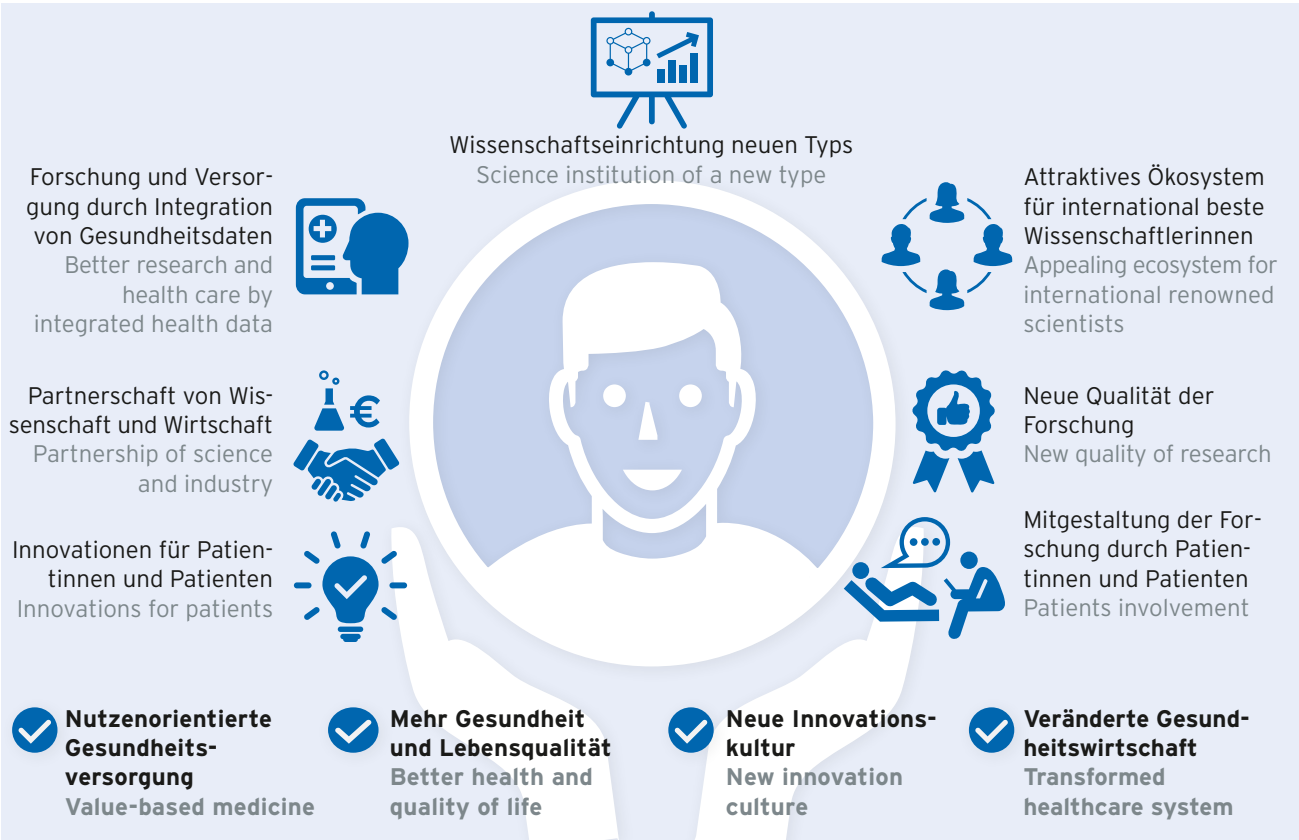 Wissenschaftseinrichtung neuen Typs
Science institution of a new type
Forschung und Versor-
gung durch Integration
von Gesundheitsdaten
Better research and
health care by
integrated health data
Partnerschaft von Wis-
senschaft und Wirtschaft
Partnership of science
and industry
Innovationen für Patien-
tinnen und Patienten
Innovations for patients
Attraktives Ökosystem
für international beste
Wissenschaftlerinnen
Appealing ecosystem for
international renowned
scientists
Neue Qualität der
Forschung
New quality of research
Mitgestaltung der For-
schung durch Patien-
tinnen und Patienten
Patients involvement
Nutzenorientierte
Gesundheits-
versorgung
Value-based medicine
Mehr Gesundheit
und Lebensqualität
Better health and
quality of life
Neue Innovations-
kultur
New innovation
culture
Veränderte Gesund-
heitswirtschaft
Transformed
healthcare system